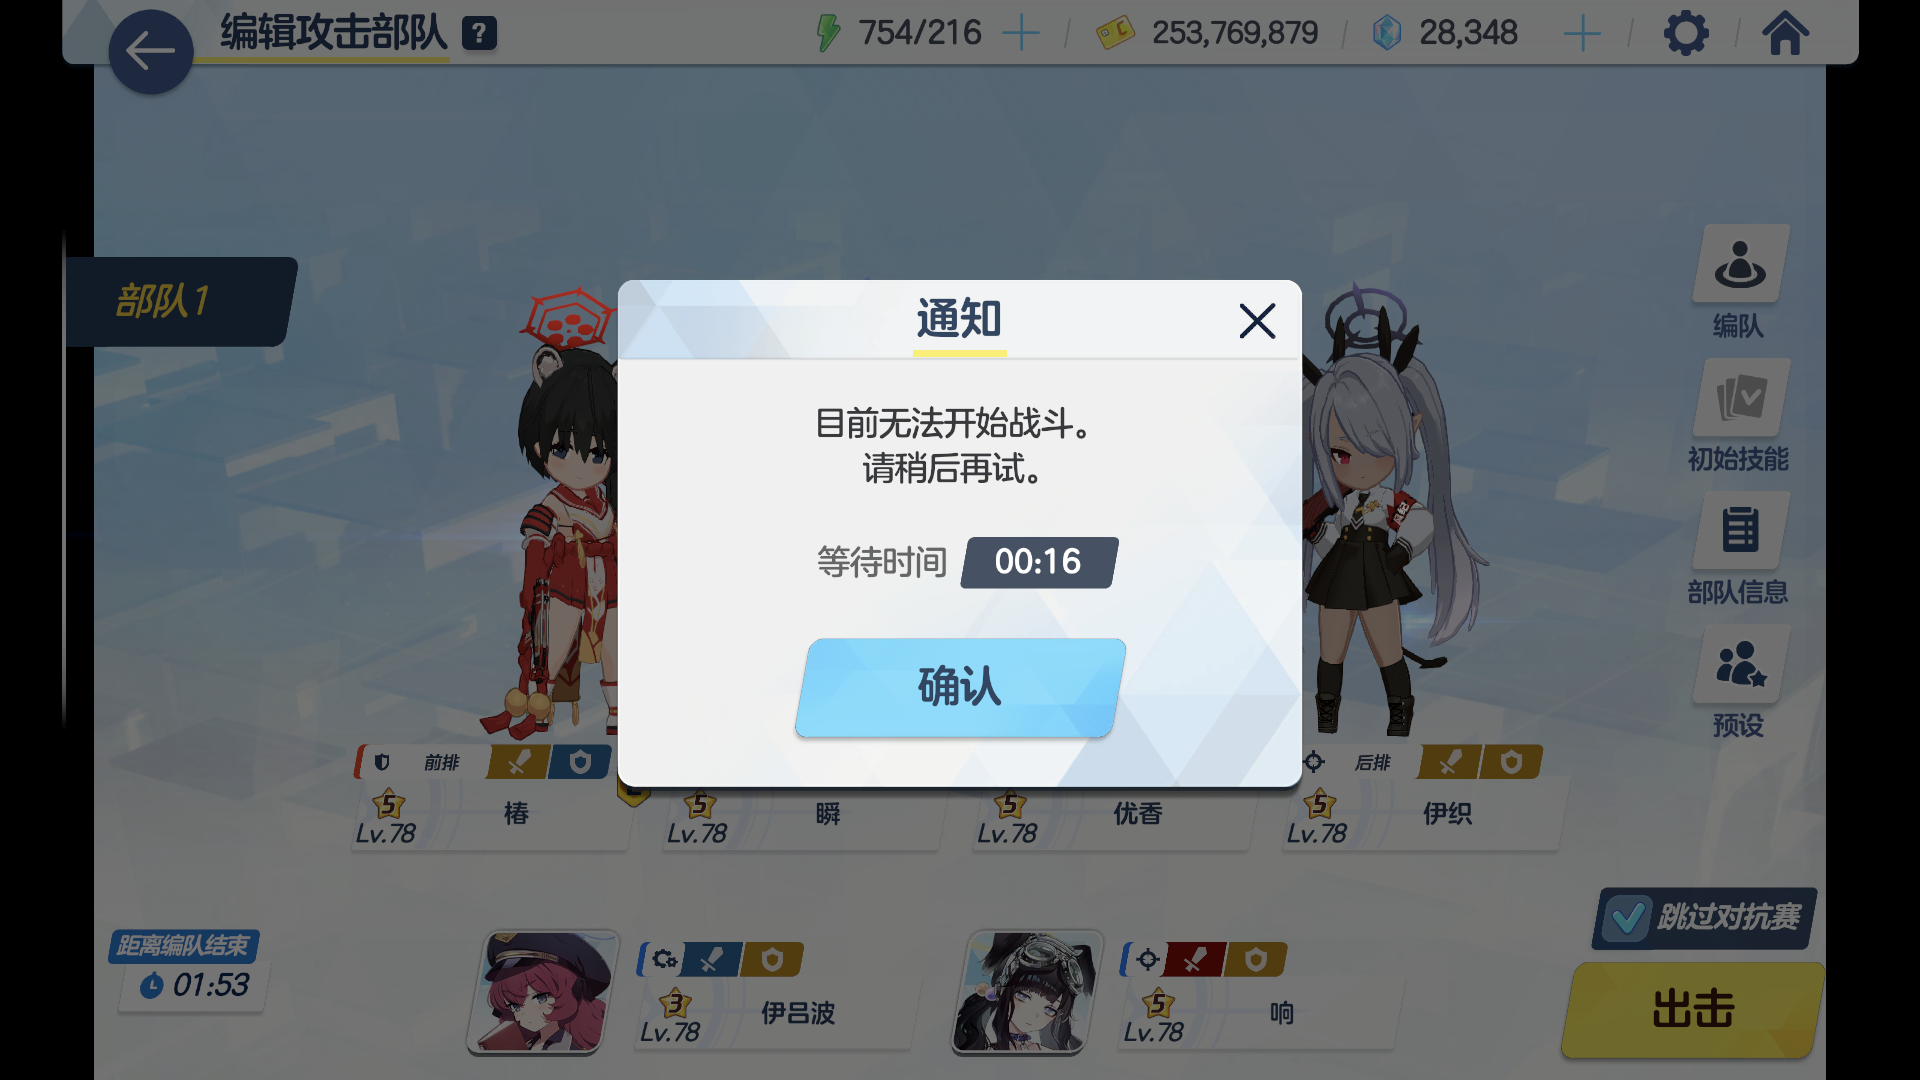 编辑攻击部队 ?
754/216
253,769,879
28,348
部队1
通知
目前无法开始战斗。
请稍后再试。
等待时间 00:16
确认
编队
初始技能
部队信息
预设
前排
后排
5 Lv.78 椿
5 Lv.78 瞬
5 Lv.78 优香
5 Lv.78 伊织
距离编队结束
01:53
3 Lv.78 伊吕波
5 Lv.78 响
跳过对抗赛
出击